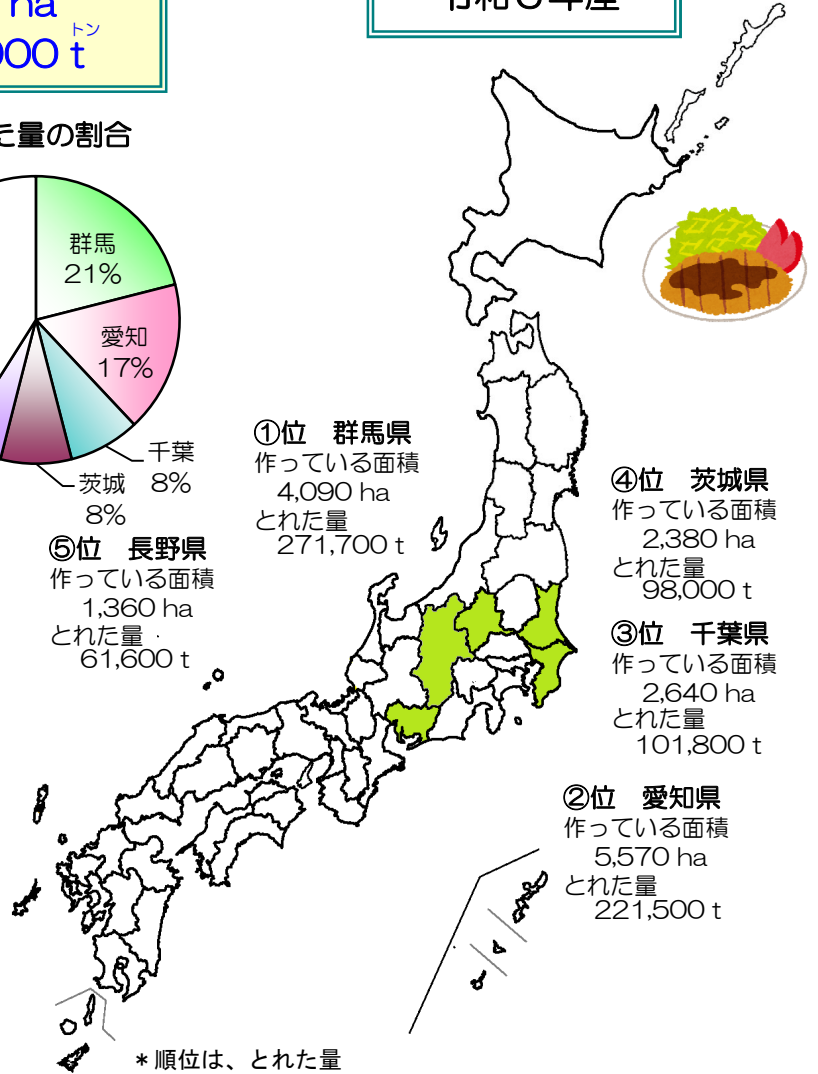 ha
000 t
トン
令和5年産
た量の割合
群馬
21%
愛知
17%
千葉
8%
茨城
8%
①位 群馬県
作っている面積
4,090 ha
とれた量
271,700 t
④位 茨城県
作っている面積
2,380 ha
とれた量
98,000 t
⑤位 長野県
作っている面積
1,360 ha
とれた量
61,600 t
③位 千葉県
作っている面積
2,640 ha
とれた量
101,800 t
②位 愛知県
作っている面積
5,570 ha
とれた量
221,500 t
*順位は、とれた量